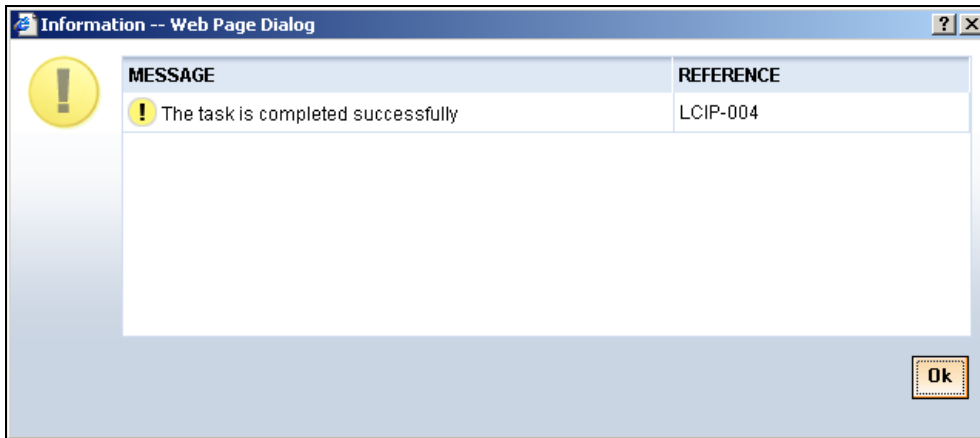 Information -- Web Page Dialog
MESSAGE REFERENCE
The task is completed successfully LCIP-004
Ok